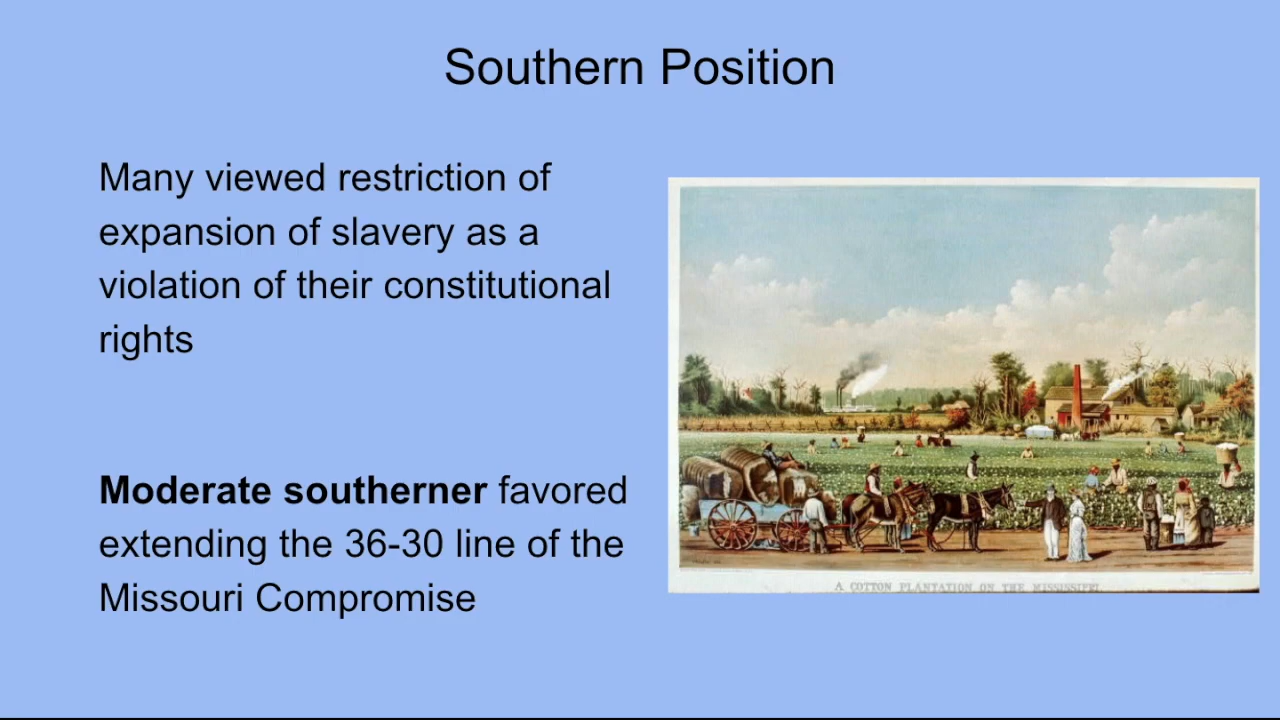 Southern Position
Many viewed restriction of
expansion of slavery as a
violation of their constitutional
rights
Moderate southerner favored
extending the 36-30 line of the
Missouri Compromise
A COTTON PLANTATION ON THE MISSISSIPPI.